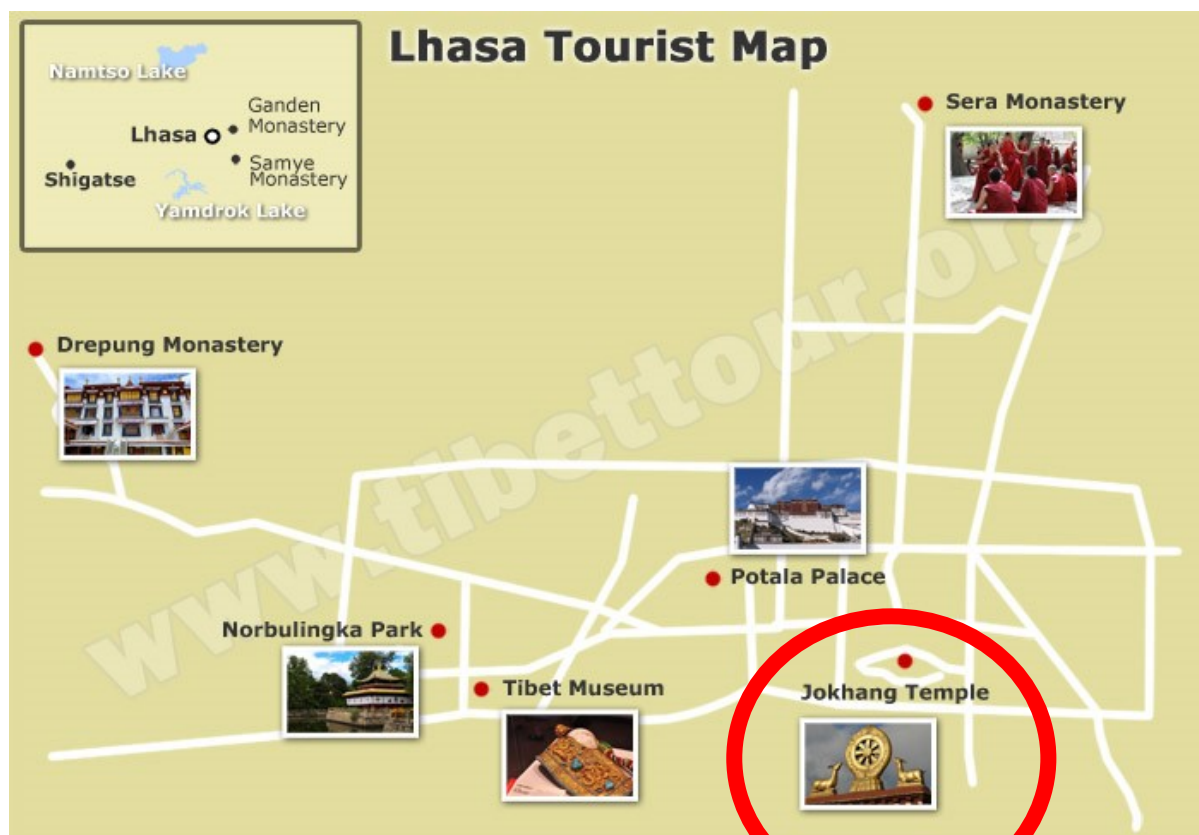 Lhasa Tourist Map
Namtso Lake
Ganden
Monastery
Lhasa
Samye
Monastery
Shigatse
Yamdrok Lake
Sera Monastery
Drepung Monastery
Potala Palace
Norbulingka Park
Tibet Museum
Jokhang Temple
www.tibettour.org